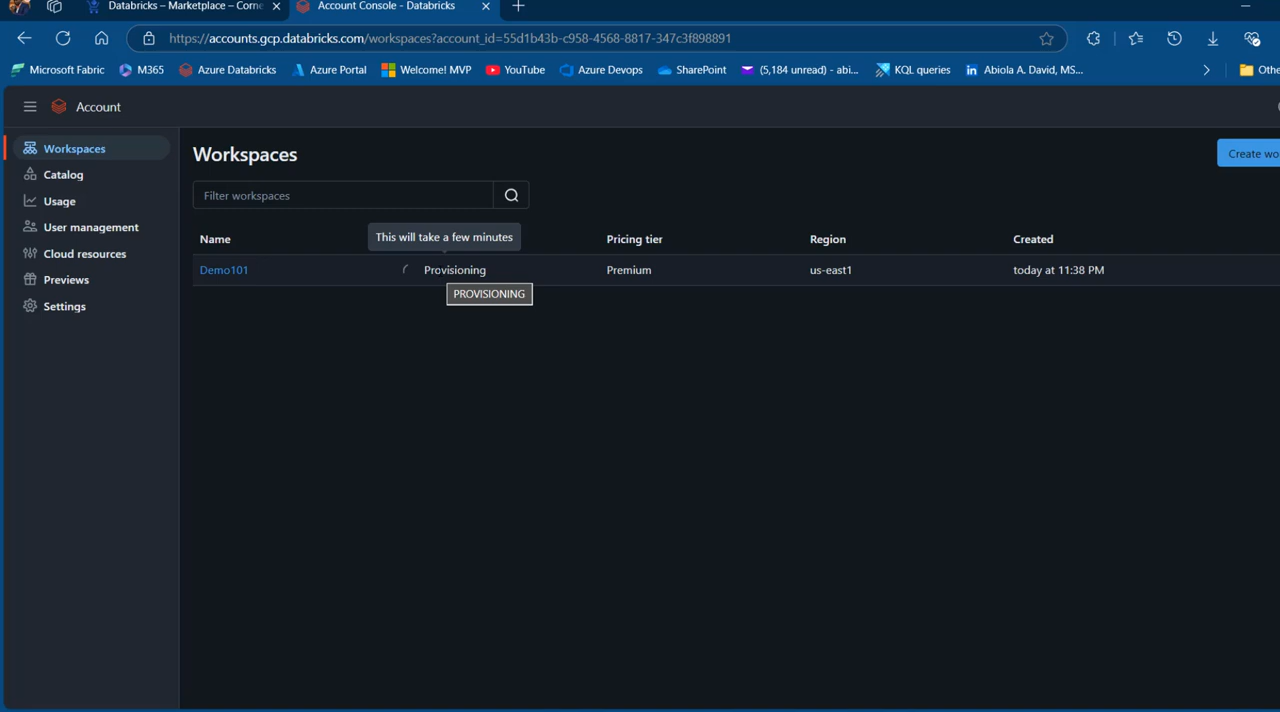 Databricks – Marketplace – Corne
Account Console - Databricks
https://accounts.gcp.databricks.com/workspaces?account_id=55d1b43b-c958-4568-8817-347c3f898891
Microsoft Fabric M365 Azure Databricks Azure Portal Welcome! MVP YouTube Azure Devops SharePoint (5,184 unread) - abi... KQL queries Abiola A. David, MS... Othe
Account
Workspaces
Catalog
Usage
User management
Cloud resources
Previews
Settings
Workspaces
Create wo
Filter workspaces
This will take a few minutes
Name Pricing tier Region Created
Demo101 Provisioning Premium us-east1 today at 11:38 PM
PROVISIONING